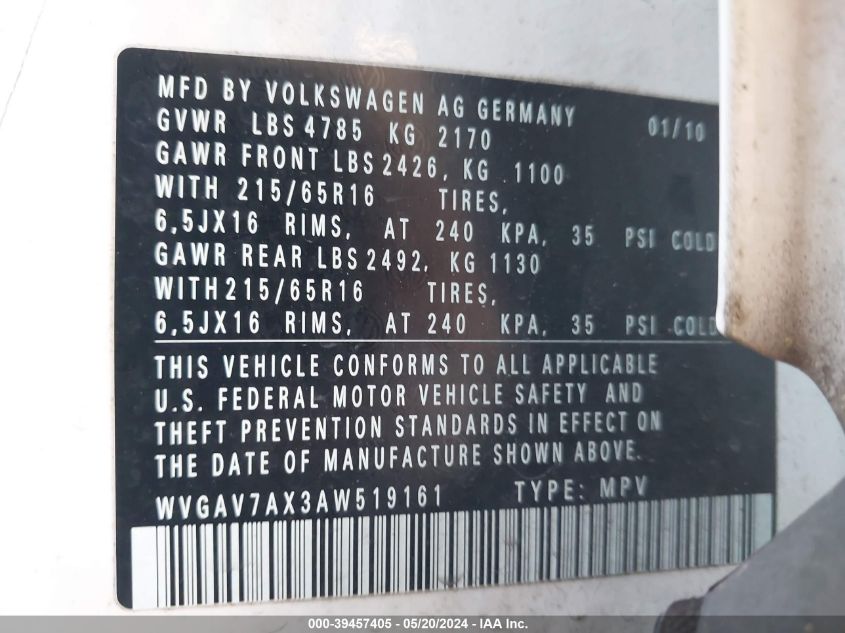 MFD BY VOLKSWAGEN AG GERMANY 01/10
GVWR LBS 4785 KG 2170
GAWR FRONT LBS 2426, KG 1100
WITH 215/65R16 TIRES,
6,5JX16 RIMS, AT 240 KPA, 35 PSI COLD
GAWR REAR LBS 2492, KG 1130
WITH 215/65R16 TIRES,
6,5JX16 RIMS, AT 240 KPA, 35 PSI COLD
THIS VEHICLE CONFORMS TO ALL APPLICABLE
U.S. FEDERAL MOTOR VEHICLE SAFETY AND
THEFT PREVENTION STANDARDS IN EFFECT ON
THE DATE OF MANUFACTURE SHOWN ABOVE.
WVGAV7AX3AW519161 TYPE: MPV
000-39457405 - 05/20/2024 - IAA Inc.